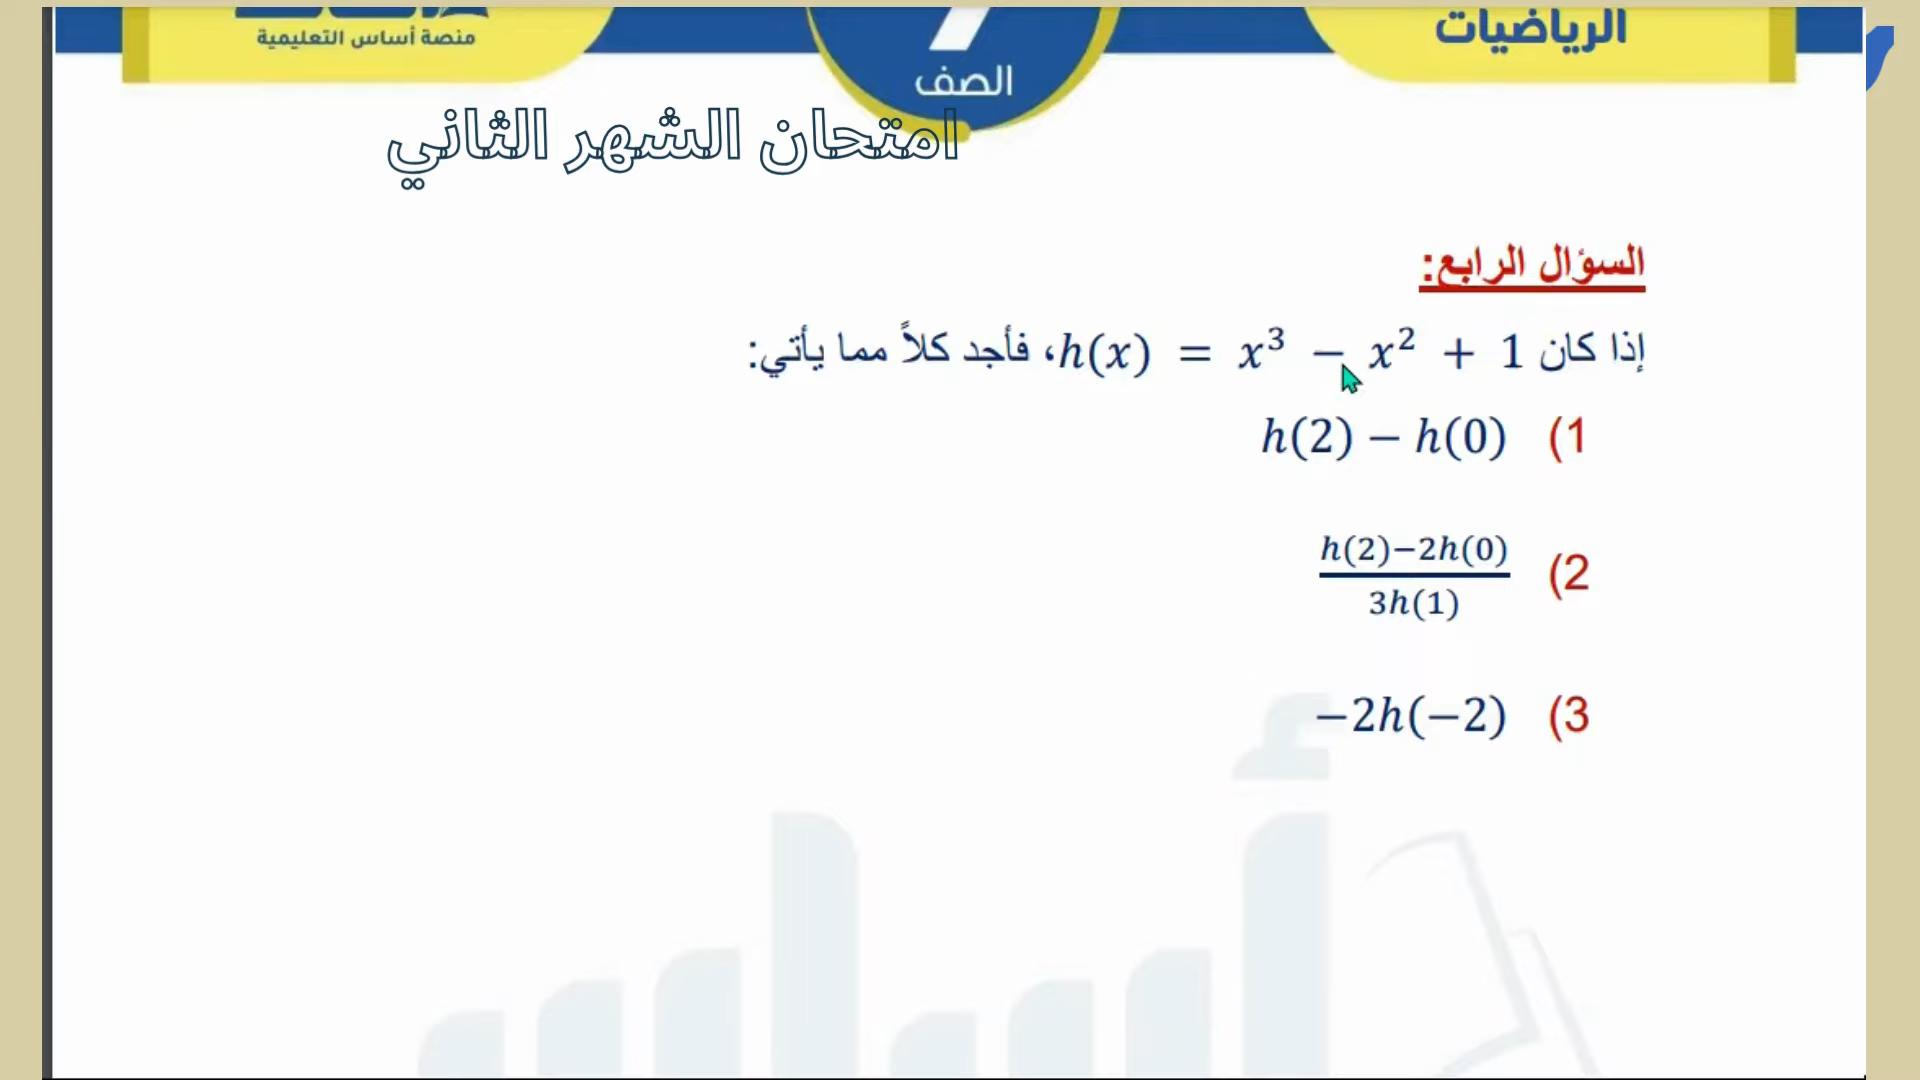 الرياضيات
الصف
منصة أساس التعليمية
امتحان الشهر الثاني
السؤال الرابع:
إذا كان h(x) = x³ − x² + 1، فأجد كلاً مما يأتي:
1) h(2) − h(0)
2) h(2)−2h(0)
3h(1)
3) −2h(−2)